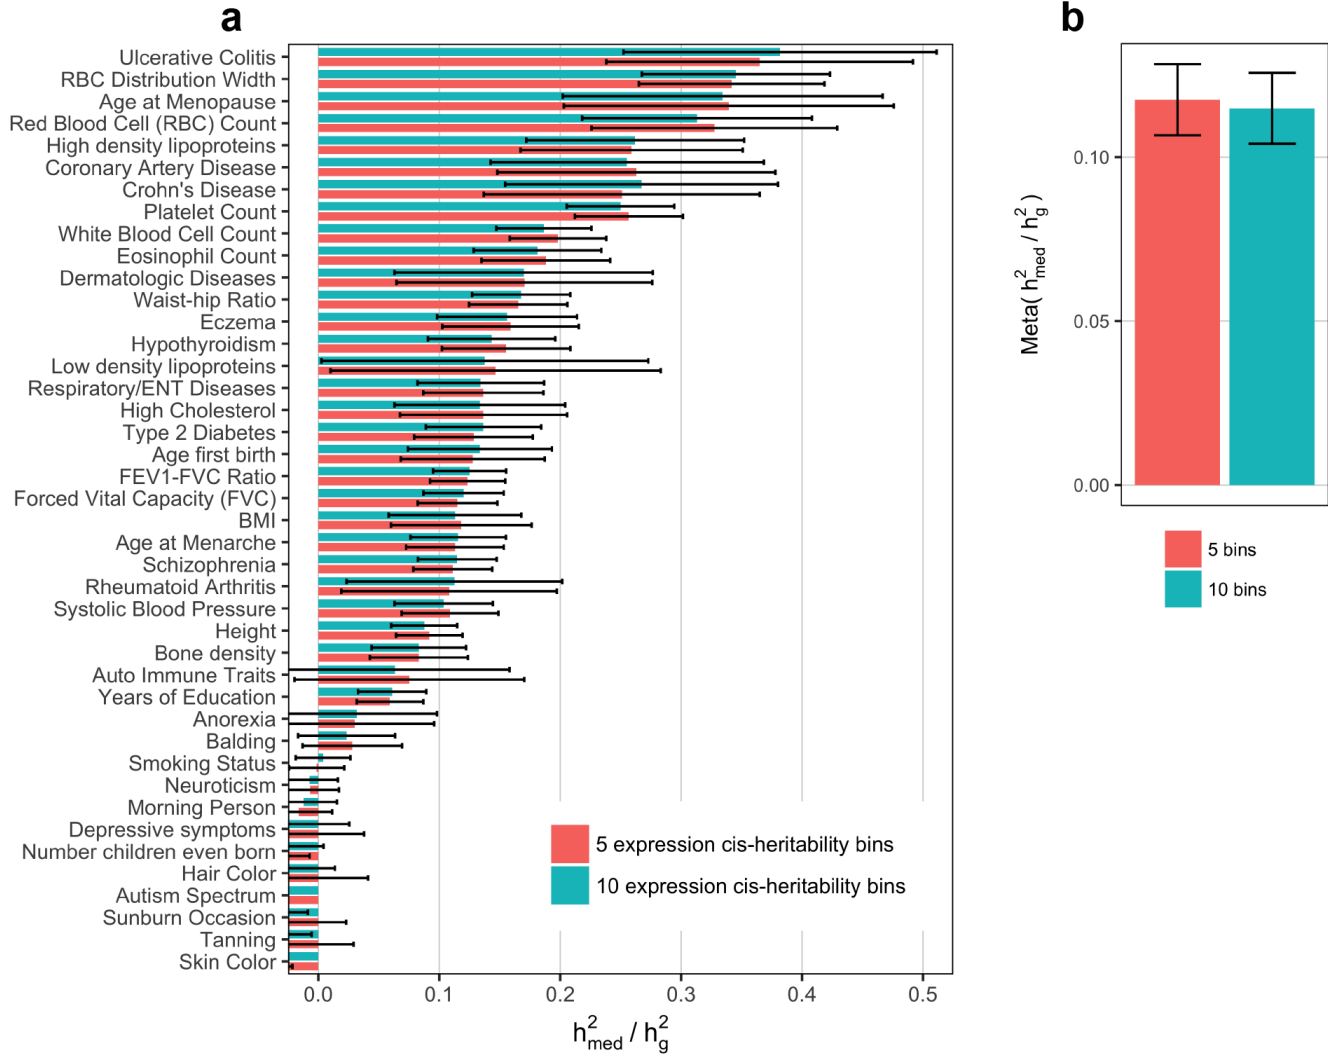 a
Ulcerative Colitis
RBC Distribution Width
Age at Menopause
Red Blood Cell (RBC) Count
High density lipoproteins
Coronary Artery Disease
Crohn's Disease
Platelet Count
White Blood Cell Count
Eosinophil Count
Dermatologic Diseases
Waist-hip Ratio
Eczema
Hypothyroidism
Low density lipoproteins
Respiratory/ENT Diseases
High Cholesterol
Type 2 Diabetes
Age first birth
FEV1-FVC Ratio
Forced Vital Capacity (FVC)
BMI
Age at Menarche
Schizophrenia
Rheumatoid Arthritis
Systolic Blood Pressure
Height
Bone density
Auto Immune Traits
Years of Education
Anorexia
Balding
Smoking Status
Neuroticism
Morning Person
Depressive symptoms
Number children even born
Hair Color
Autism Spectrum
Sunburn Occasion
Tanning
Skin Color
5 expression cis-heritability bins
10 expression cis-heritability bins
0.0 0.1 0.2 0.3 0.4 0.5
h²med / h²g
b
Meta( h²med / h²g )
0.10
0.05
0.00
5 bins
10 bins